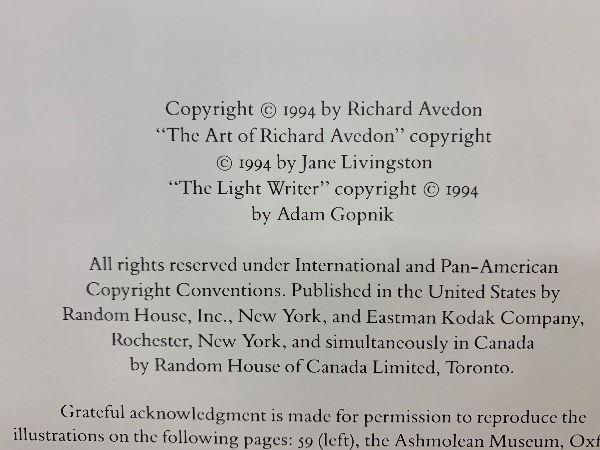 Copyright © 1994 by Richard Avedon
“The Art of Richard Avedon” copyright
© 1994 by Jane Livingston
“The Light Writer” copyright © 1994
by Adam Gopnik
All rights reserved under International and Pan-American
Copyright Conventions. Published in the United States by
Random House, Inc., New York, and Eastman Kodak Company,
Rochester, New York, and simultaneously in Canada
by Random House of Canada Limited, Toronto.
Grateful acknowledgment is made for permission to reproduce the
illustrations on the following pages: 59 (left), the Ashmolean Museum, Oxf